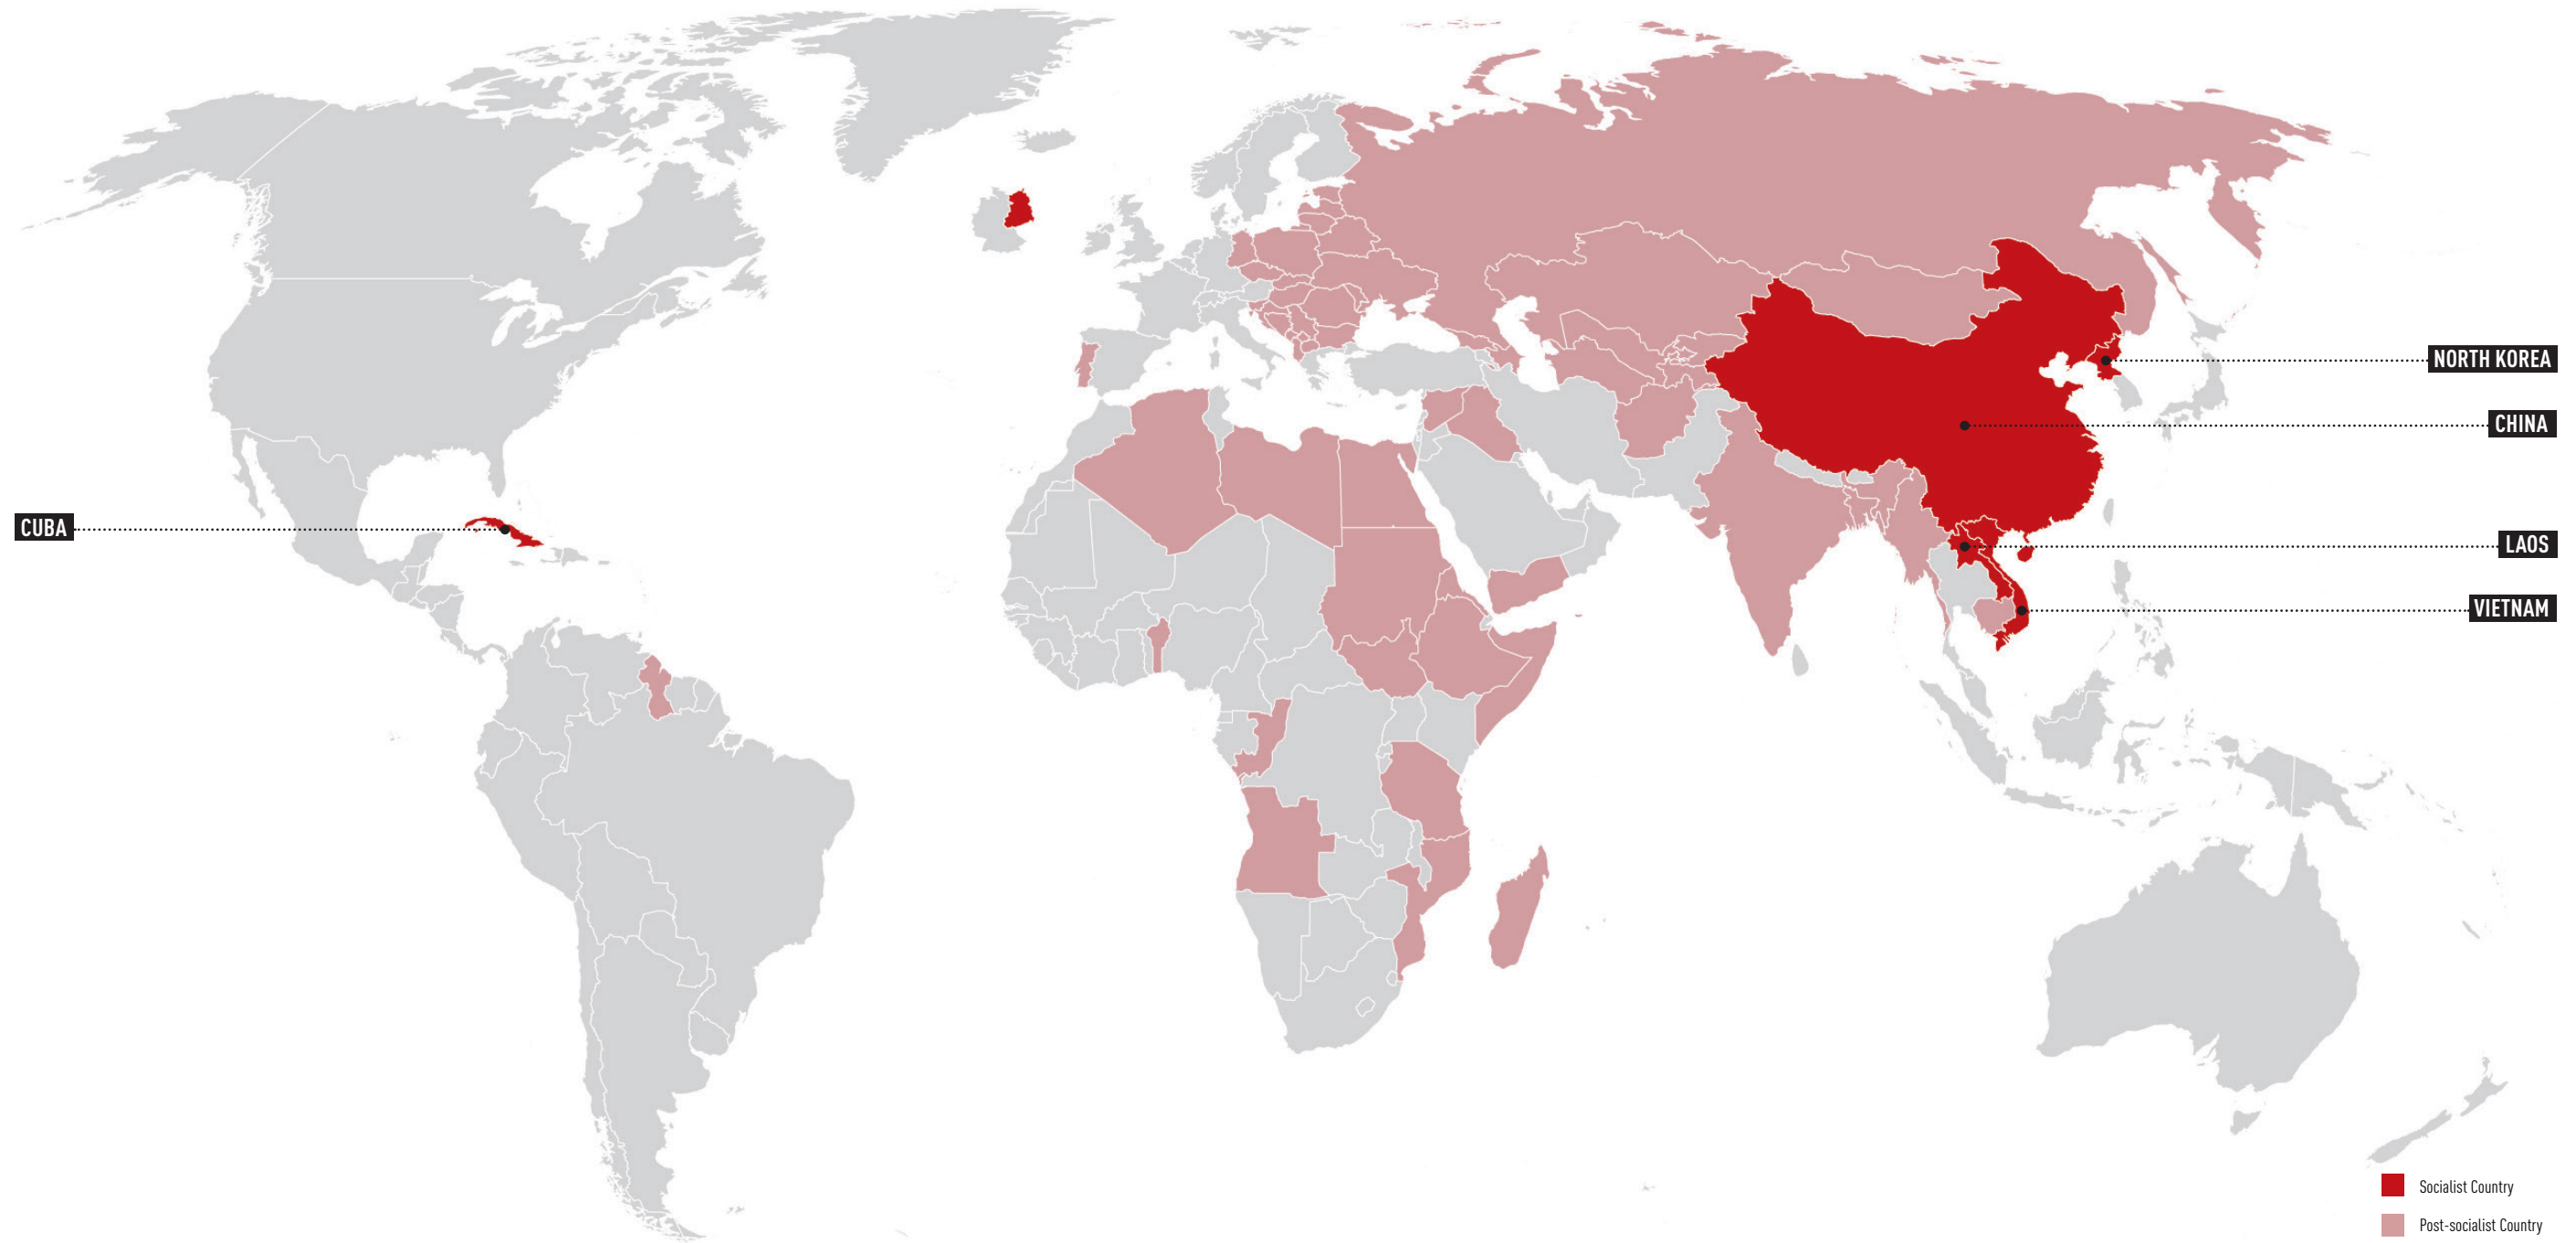 NORTH KOREA
CHINA
CUBA
LAOS
VIETNAM
Socialist Country
Post-socialist Country